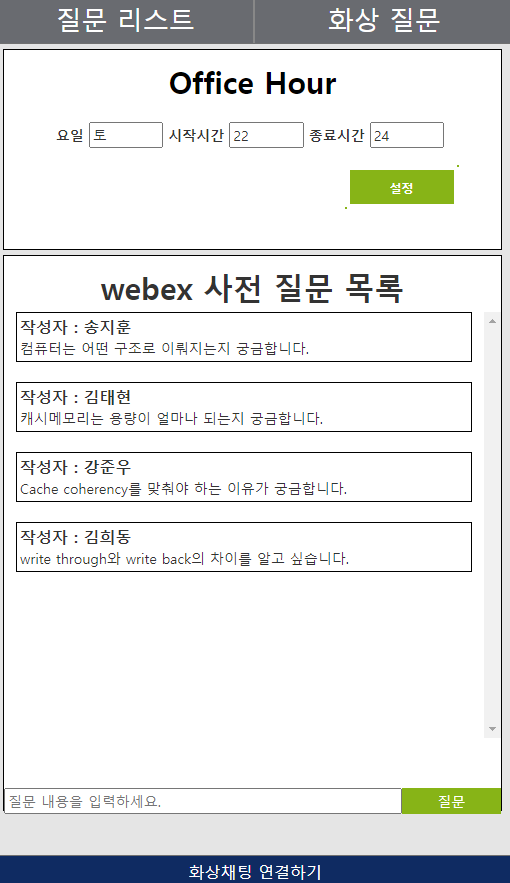 질문 리스트 화상 질문
Office Hour
요일 토 시작시간 22 종료시간 24
설정
webex 사전 질문 목록
작성자 : 송지훈
컴퓨터는 어떤 구조로 이뤄지는지 궁금합니다.
작성자 : 김태현
캐시메모리는 용량이 얼마나 되는지 궁금합니다.
작성자 : 강준우
Cache coherency를 맞춰야 하는 이유가 궁금합니다.
작성자 : 김희동
write through와 write back의 차이를 알고 싶습니다.
질문 내용을 입력하세요. 질문
화상채팅 연결하기